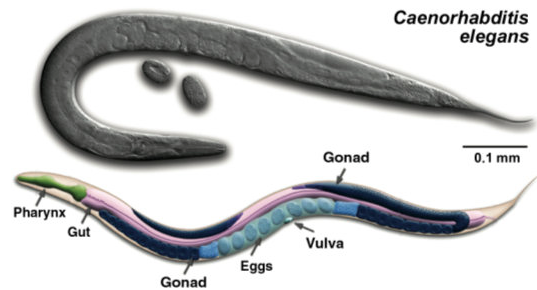 Caenorhabditis
elegans
0.1 mm
Gonad
Pharynx
Gut
Vulva
Eggs
Gonad